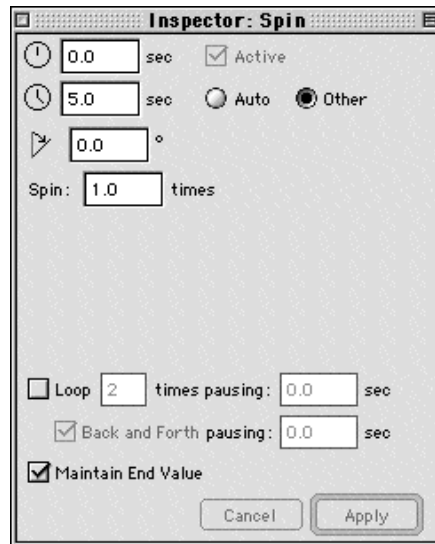 Inspector: Spin
0.0 sec Active
5.0 sec Auto Other
0.0 °
Spin: 1.0 times
Loop 2 times pausing: 0.0 sec
Back and Forth pausing: 0.0 sec
Maintain End Value
Cancel Apply